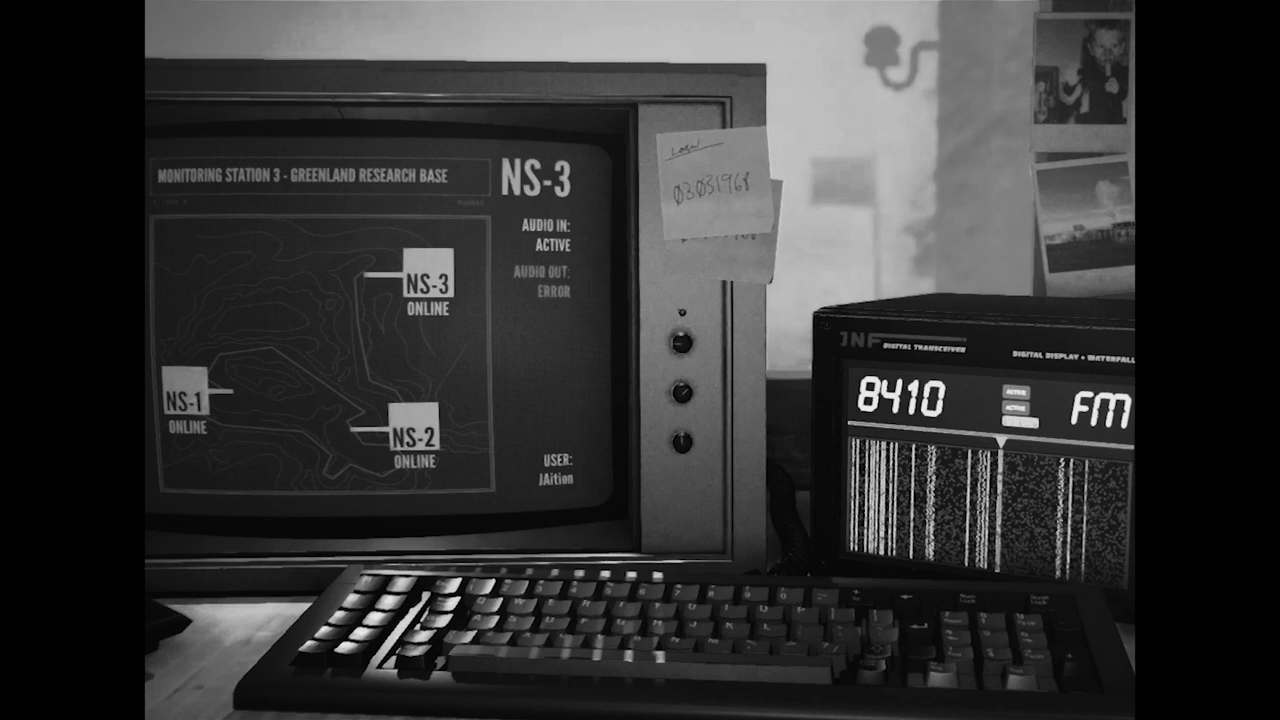 MONITORING STATION 3 - GREENLAND RESEARCH BASE
NS-3
AUDIO IN:
ACTIVE
AUDIO OUT:
ERROR
NS-3
ONLINE
NS-1
ONLINE
NS-2
ONLINE
USER:
JAition
LOGIN
03031968
JNF DIGITAL TRANSCEIVER
DIGITAL DISPLAY + WATERFALL
8410
ACTIVE
ACTIVE
FM